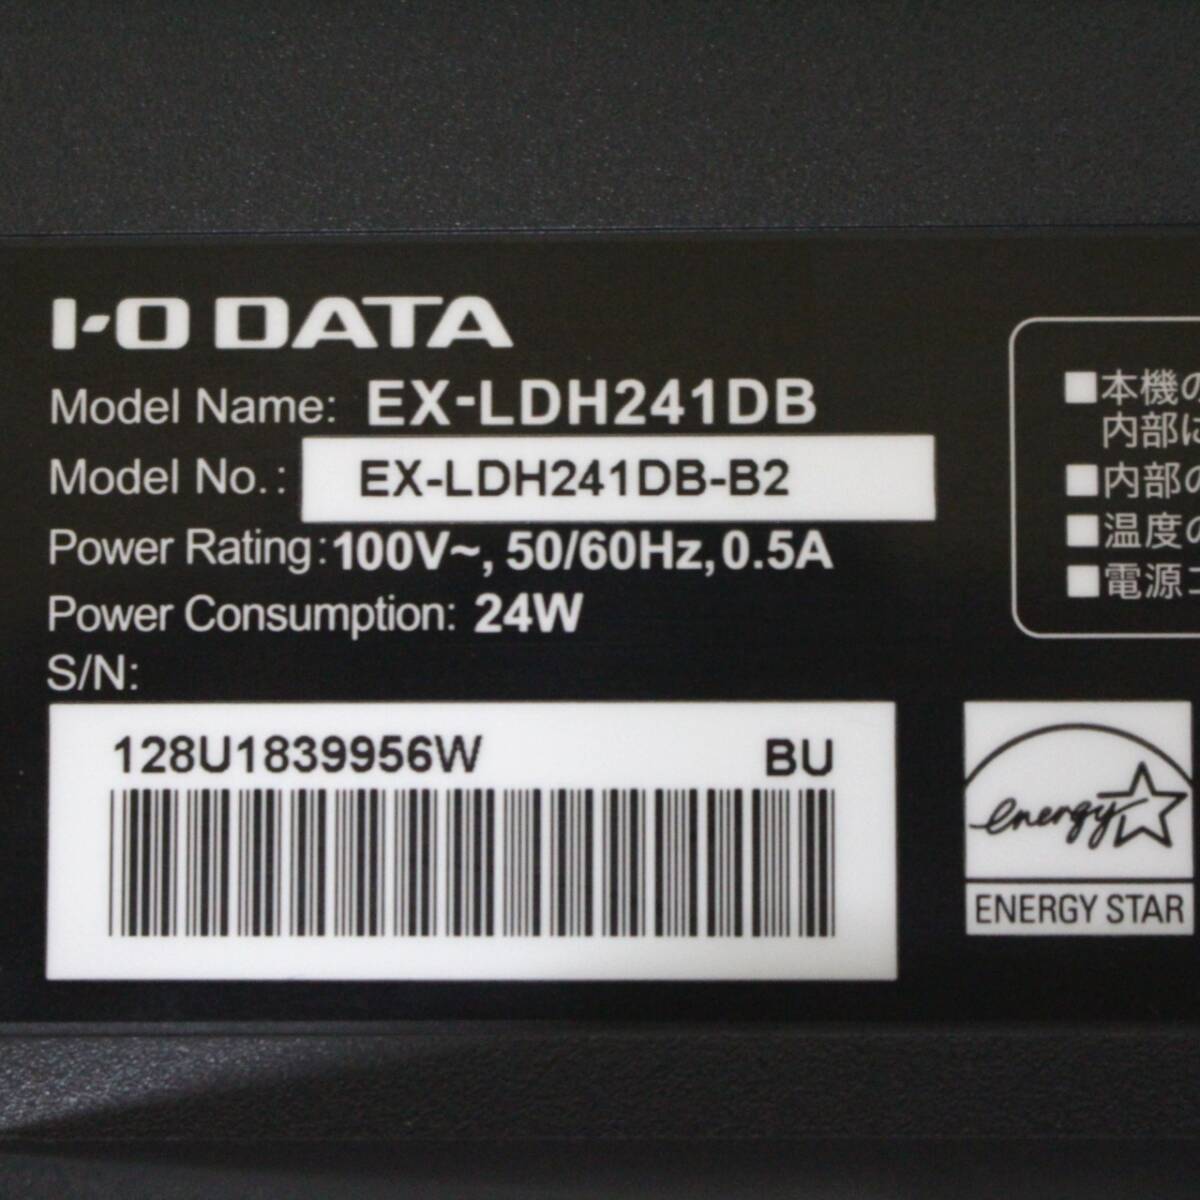 I-O DATA
Model Name: EX-LDH241DB
Model No.: EX-LDH241DB-B2
Power Rating: 100V~, 50/60Hz, 0.5A
Power Consumption: 24W
S/N:
128U1839956W BU
■本機の
内部に
■内部の
■温度の
■電源コ
energy
ENERGY STAR